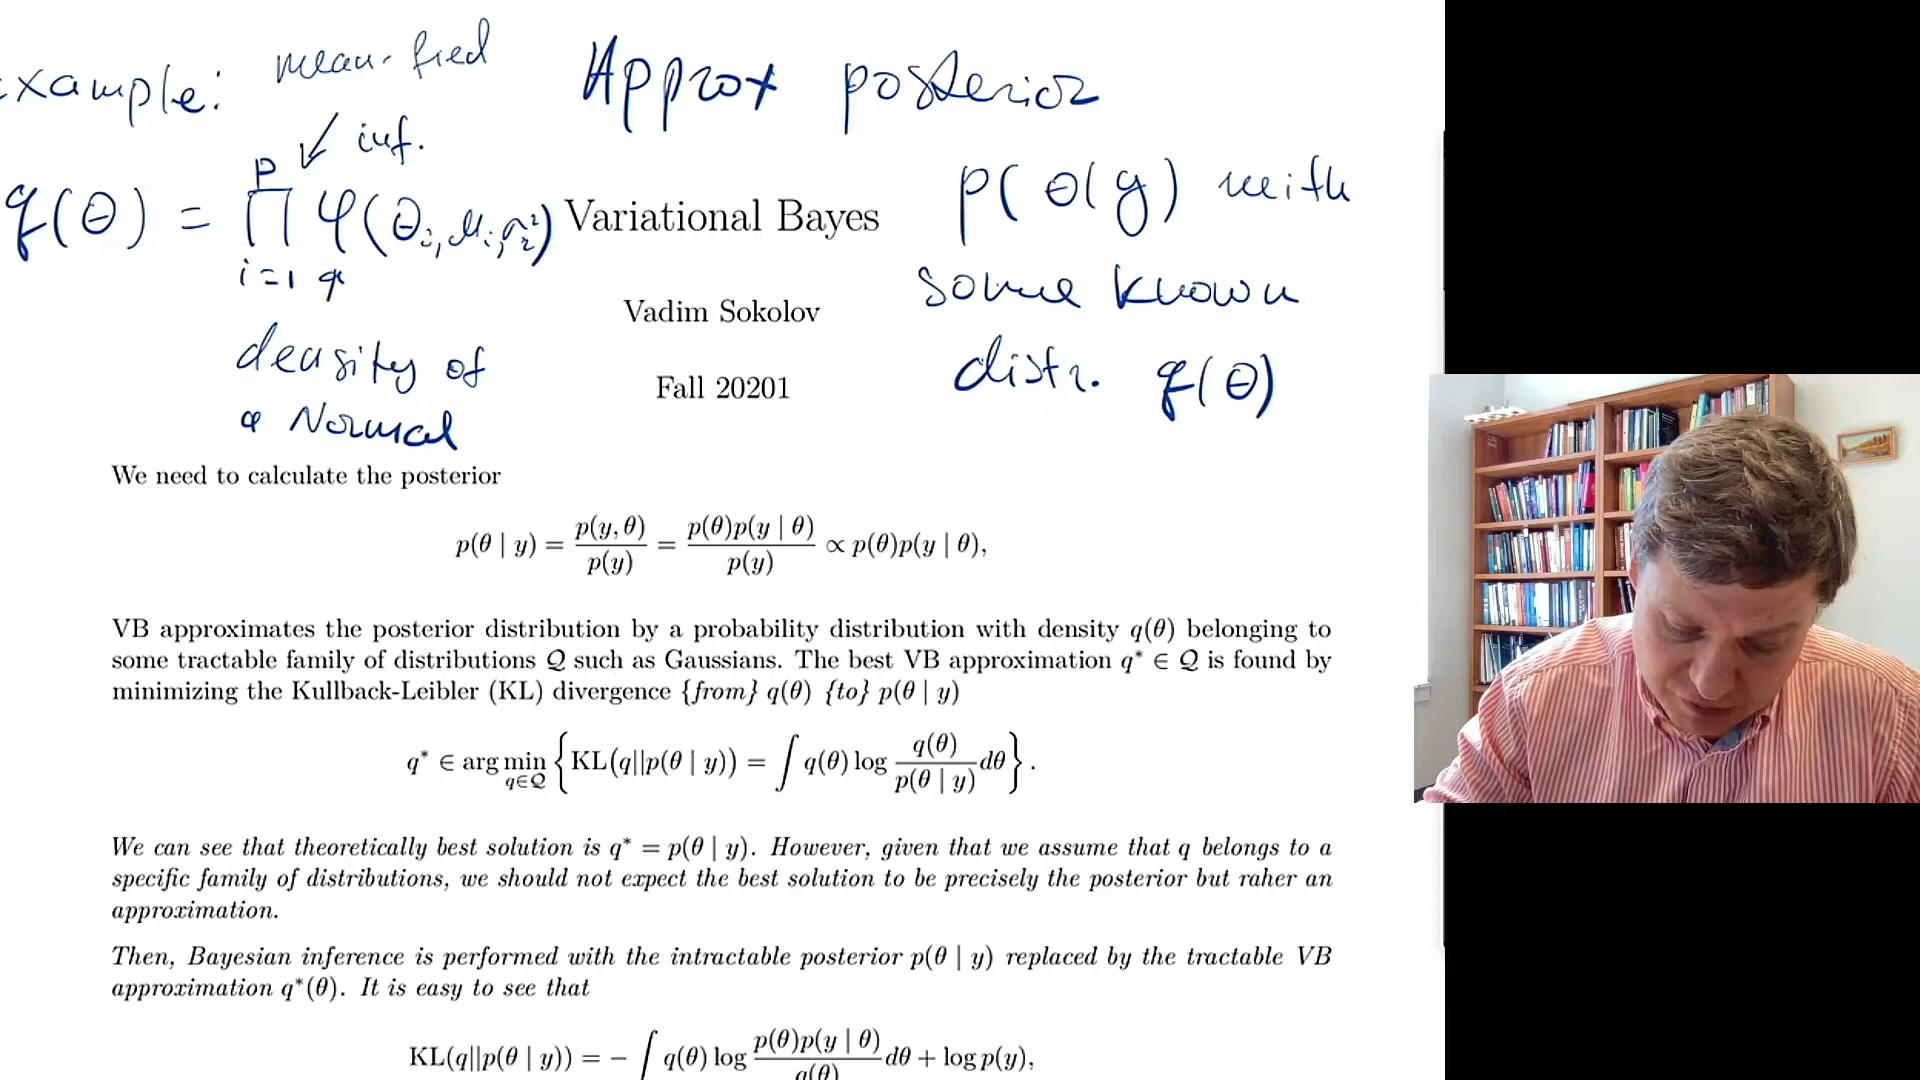 example: mean-fied Approx posterior
inf.
q(θ) = ∏ φ(θi, μi, σi²) p(θ|y) with
p
i=1
density of
a Normal
some known
distr. q(θ)
Variational Bayes
Vadim Sokolov
Fall 20201
We need to calculate the posterior
p(θ | y) = p(y, θ) / p(y) = p(θ)p(y | θ) / p(y) ∝ p(θ)p(y | θ),
VB approximates the posterior distribution by a probability distribution with density q(θ) belonging to
some tractable family of distributions Q such as Gaussians. The best VB approximation q* ∈ Q is found by
minimizing the Kullback-Leibler (KL) divergence {from} q(θ) {to} p(θ | y)
q* ∈ arg min q∈Q {KL(q||p(θ | y)) = ∫ q(θ) log q(θ) / p(θ | y) dθ}.
We can see that theoretically best solution is q* = p(θ | y). However, given that we assume that q belongs to a
specific family of distributions, we should not expect the best solution to be precisely the posterior but raher an
approximation.
Then, Bayesian inference is performed with the intractable posterior p(θ | y) replaced by the tractable VB
approximation q*(θ). It is easy to see that
KL(q||p(θ | y)) = − ∫ q(θ) log p(θ)p(y | θ) / q(θ) dθ + log p(y),